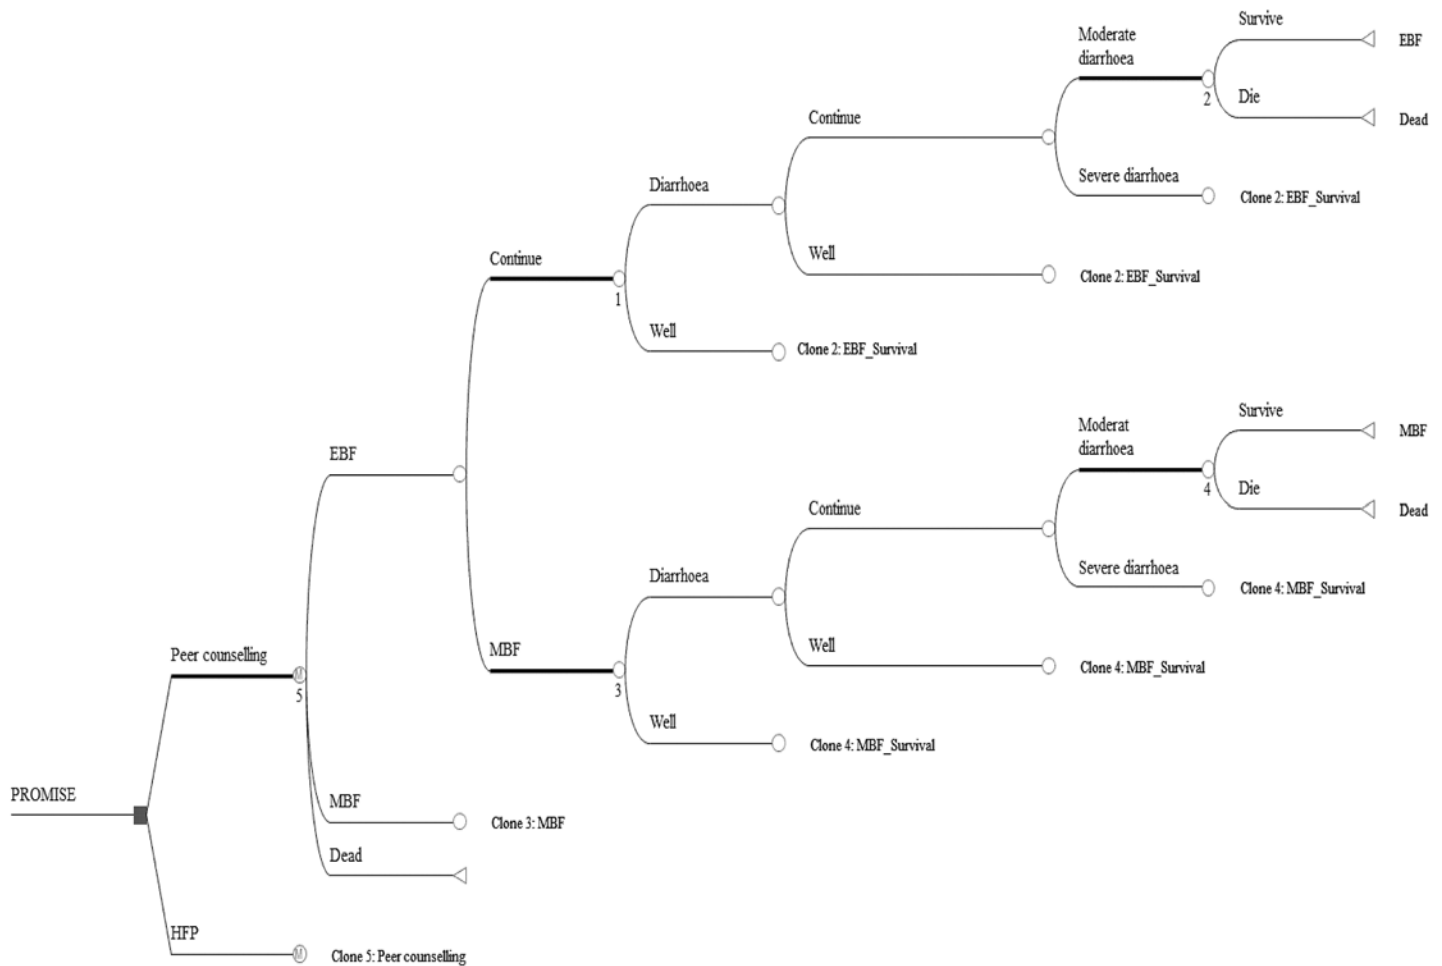 Survive
EBF
Moderate
diarrhoea
2
Die
Dead
Continue
Severe diarrhoea
Clone 2: EBF_Survival
Diarrhoea
Well
Clone 2: EBF_Survival
Continue
1
Well
Clone 2: EBF_Survival
Survive
MBF
Moderat
diarrhoea
4
Die
Dead
EBF
Continue
Severe diarrhoea
Clone 4: MBF_Survival
Diarrhoea
Well
Clone 4: MBF_Survival
MBF
3
Well
Clone 4: MBF_Survival
Peer counselling
M
5
PROMISE
MBF
Clone 3: MBF
Dead
HFP
M
Clone 5: Peer counselling